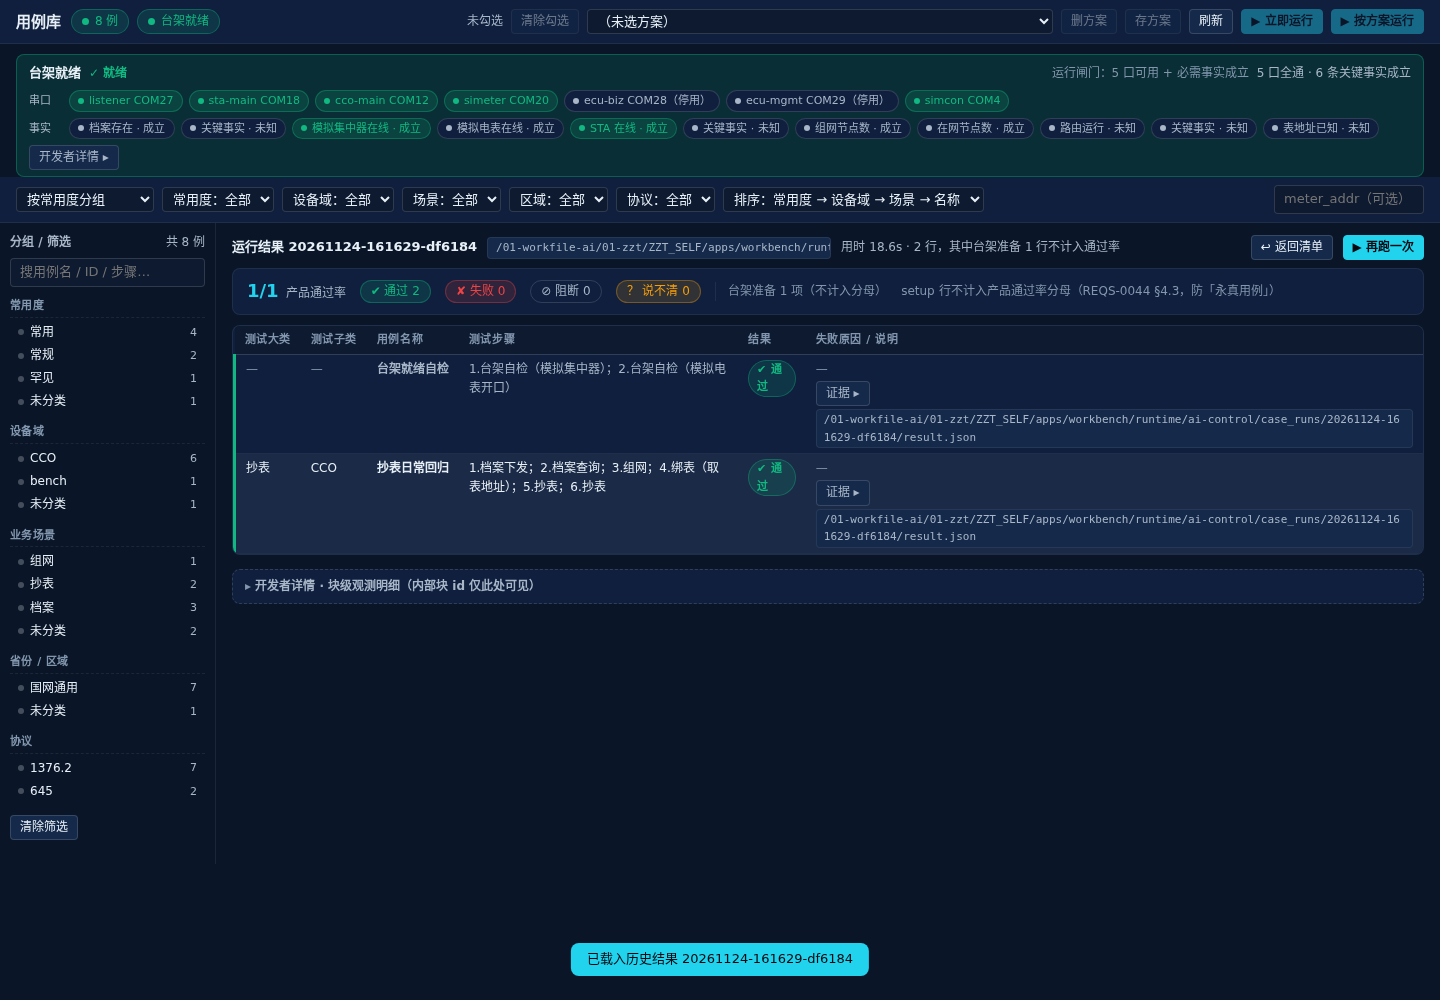 用例库 8 例 台架就绪 未勾选 清除勾选 （未选方案） 删方案 存方案 刷新 ▶ 立即运行 ▶ 按方案运行
台架就绪 ✓ 就绪 运行闸门：5 口可用 + 必需事实成立 5 口全通 · 6 条关键事实成立
串口 listener COM27 sta-main COM18 cco-main COM12 simeter COM20 ecu-biz COM28（停用） ecu-mgmt COM29（停用） simcon COM4
事实 档案存在 · 成立 关键事实 · 未知 模拟集中器在线 · 成立 模拟电表在线 · 成立 STA 在线 · 成立 关键事实 · 未知 组网节点数 · 成立 在网节点数 · 成立 路由运行 · 未知 关键事实 · 未知 表地址已知 · 未知
开发者详情 ▸
按常用度分组 常用度：全部 设备域：全部 场景：全部 区域：全部 协议：全部 排序：常用度 → 设备域 → 场景 → 名称 meter_addr（可选）
分组 / 筛选 共 8 例
搜用例名 / ID / 步骤…
常用度
常用 4
常规 2
罕见 1
未分类 1
设备域
CCO 6
bench 1
未分类 1
业务场景
组网 1
抄表 2
档案 3
未分类 2
省份 / 区域
国网通用 7
未分类 1
协议
1376.2 7
645 2
清除筛选
运行结果 20261124-161629-df6184 /01-workfile-ai/01-zzt/ZZT_SELF/apps/workbench/runt 用时 18.6s · 2 行，其中台架准备 1 行不计入通过率 ↩ 返回清单 ▶ 再跑一次
1/1 产品通过率 ✔ 通过 2 ✘ 失败 0 ⊘ 阻断 0 ？ 说不清 0 台架准备 1 项（不计入分母） setup 行不计入产品通过率分母（REQS-0044 §4.3，防「永真用例」）
测试大类 测试子类 用例名称 测试步骤 结果 失败原因 / 说明
— — 台架就绪自检 1.台架自检（模拟集中器）；2.台架自检（模拟电
表开口） ✔ 通
过 —
证据 ▸
/01-workfile-ai/01-zzt/ZZT_SELF/apps/workbench/runtime/ai-control/case_runs/20261124-16
1629-df6184/result.json
抄表 CCO 抄表日常回归 1.档案下发；2.档案查询；3.组网；4.绑表（取
表地址）；5.抄表；6.抄表 ✔ 通
过 —
证据 ▸
/01-workfile-ai/01-zzt/ZZT_SELF/apps/workbench/runtime/ai-control/case_runs/20261124-16
1629-df6184/result.json
▸ 开发者详情 · 块级观测明细（内部块 id 仅此处可见）
已载入历史结果 20261124-161629-df6184